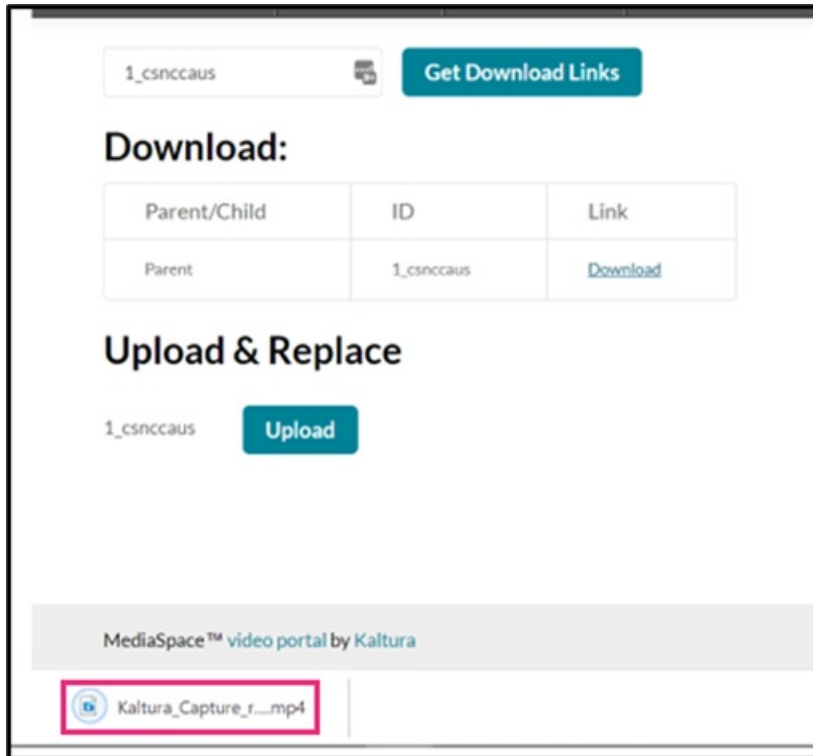 1_csnccaus Get Download Links
Download:
Parent/Child ID Link
Parent 1_csnccaus Download
Upload & Replace
1_csnccaus Upload
MediaSpace™ video portal by Kaltura
Kaltura_Capture_r....mp4